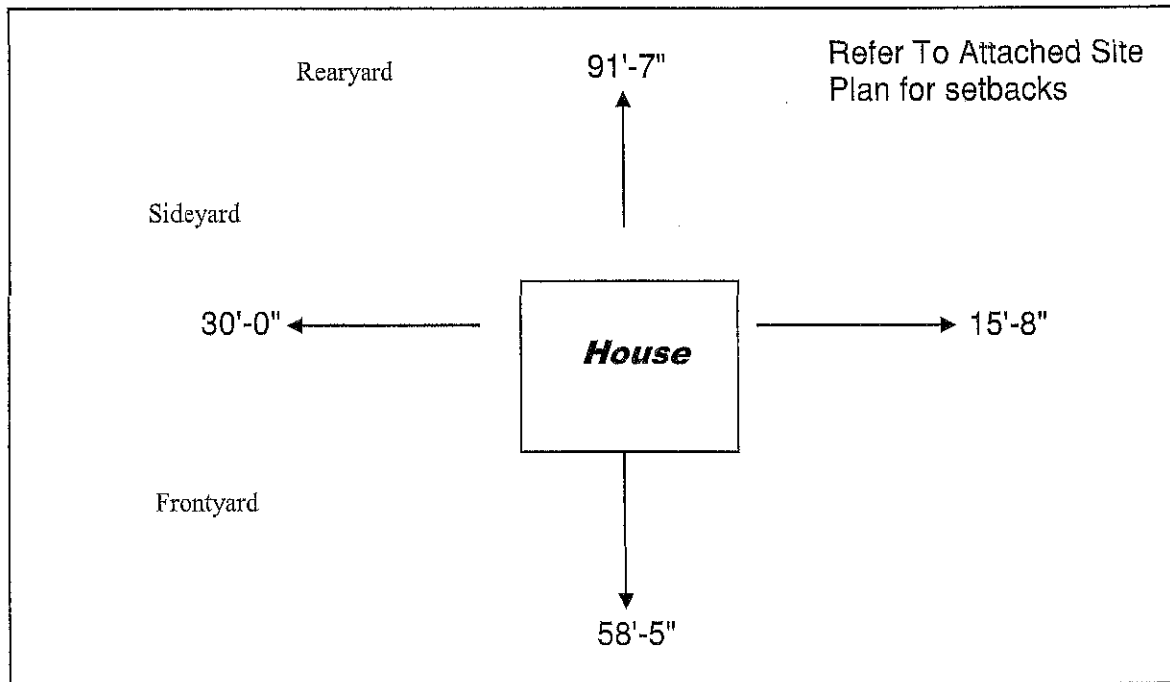 Rearyard
91'-7"
Refer To Attached Site
Plan for setbacks
Sideyard
30'-0"
House
15'-8"
Frontyard
58'-5"